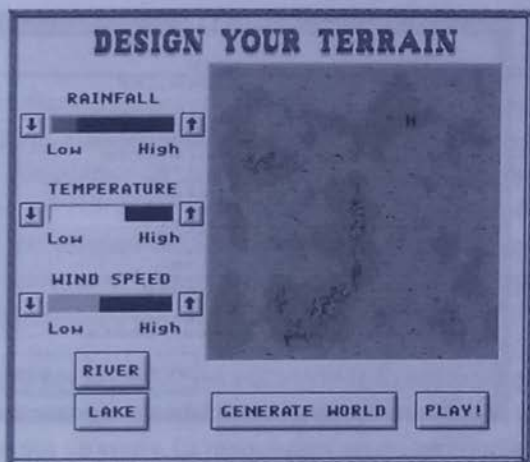 DESIGN YOUR TERRAIN
RAINFALL
Low High
TEMPERATURE
Low High
WIND SPEED
Low High
RIVER
LAKE
GENERATE WORLD
PLAY!